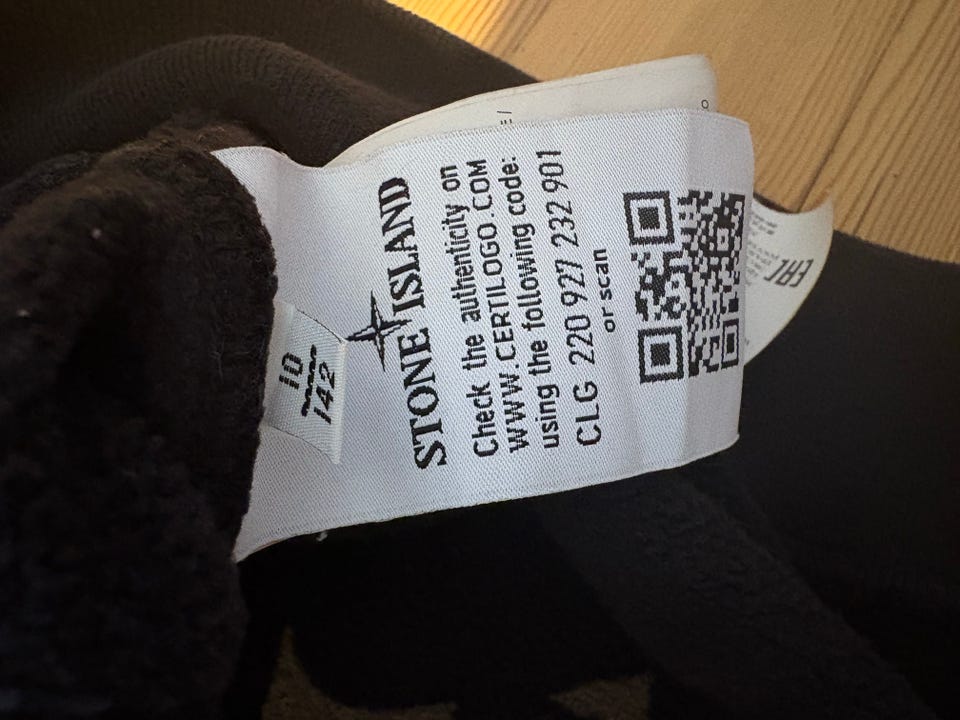 STONE ISLAND
Check the authenticity on
WWW.CERTILOGO.COM
using the following code:
CLG 220 927 232 901
or scan
10
142
EAC